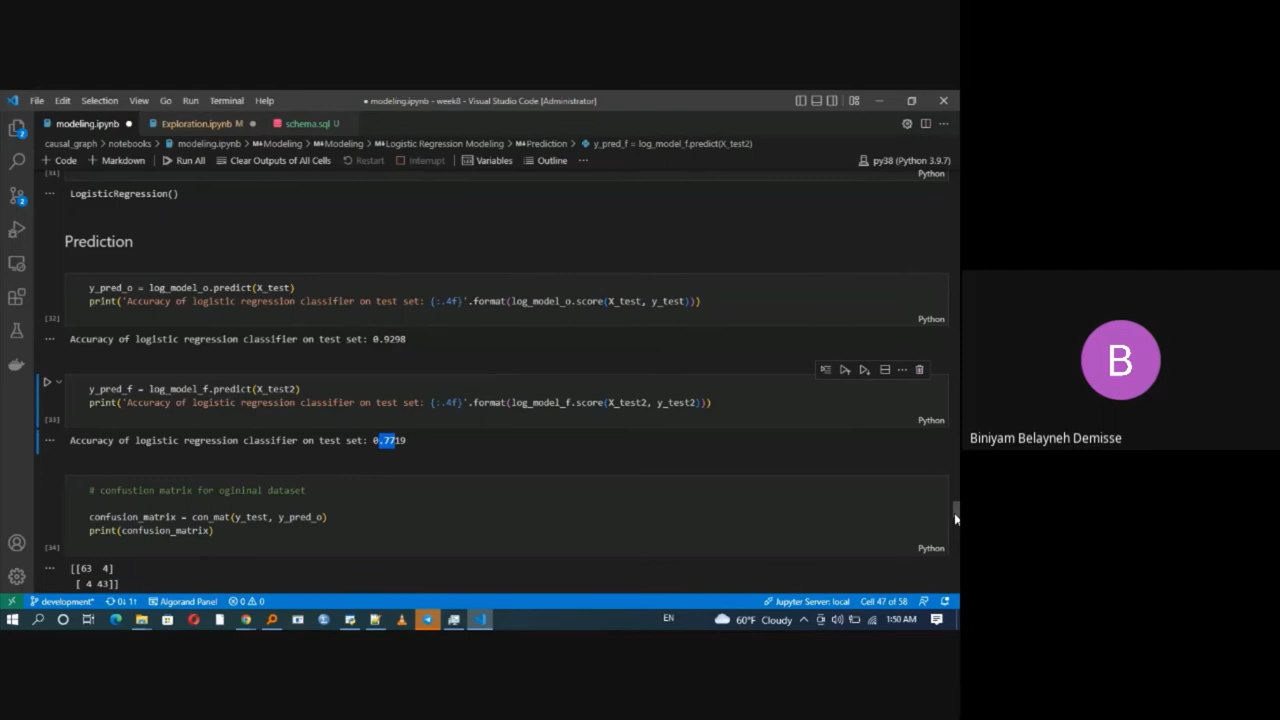 File Edit Selection View Go Run Terminal Help
● modeling.ipynb - week8 - Visual Studio Code [Administrator]
modeling.ipynb ● Exploration.ipynb M ● schema.sql U
causal_graph > notebooks > modeling.ipynb > Modeling > Modeling > Logistic Regression Modeling > Prediction > y_pred_f = log_model_f.predict(X_test2)
+ Code + Markdown Run All Clear Outputs of All Cells Restart Interrupt Variables Outline ... py38 (Python 3.9.7)
[31] Python
... LogisticRegression()
Prediction
y_pred_o = log_model_o.predict(X_test)
print('Accuracy of logistic regression classifier on test set: {:.4f}'.format(log_model_o.score(X_test, y_test)))
[32] Python
... Accuracy of logistic regression classifier on test set: 0.9298
y_pred_f = log_model_f.predict(X_test2)
print('Accuracy of logistic regression classifier on test set: {:.4f}'.format(log_model_f.score(X_test2, y_test2)))
[33] Python
... Accuracy of logistic regression classifier on test set: 0.7719
# confustion matrix for ogininal dataset
confusion_matrix = con_mat(y_test, y_pred_o)
print(confusion_matrix)
[34] Python
... [[63 4]
[ 4 43]]
development* 0↓ 1↑ Algorand Panel 0 0 Jupyter Server: local Cell 47 of 58
EN 60°F Cloudy 1:50 AM
B
Biniyam Belayneh Demisse